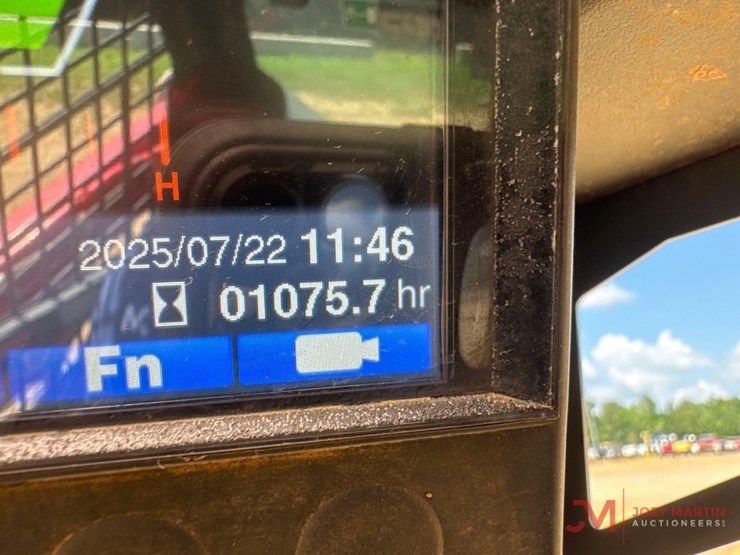 H
2025/07/22 11:46
01075.7 hr
Fn
JM JOEY MARTIN
AUCTIONEERS